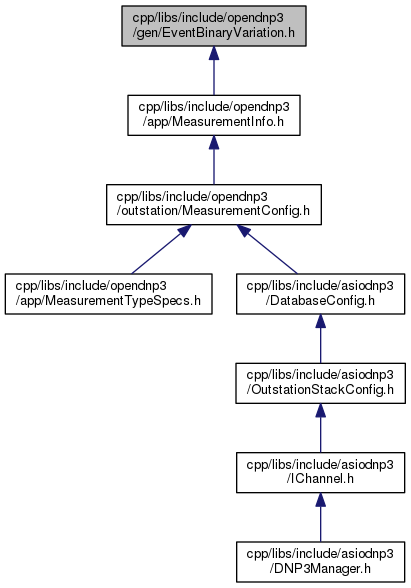 cpp/libs/include/opendnp3
/gen/EventBinaryVariation.h
cpp/libs/include/opendnp3
/app/MeasurementInfo.h
cpp/libs/include/opendnp3
/outstation/MeasurementConfig.h
cpp/libs/include/opendnp3
/app/MeasurementTypeSpecs.h
cpp/libs/include/asiodnp3
/DatabaseConfig.h
cpp/libs/include/asiodnp3
/OutstationStackConfig.h
cpp/libs/include/asiodnp3
/IChannel.h
cpp/libs/include/asiodnp3
/DNP3Manager.h